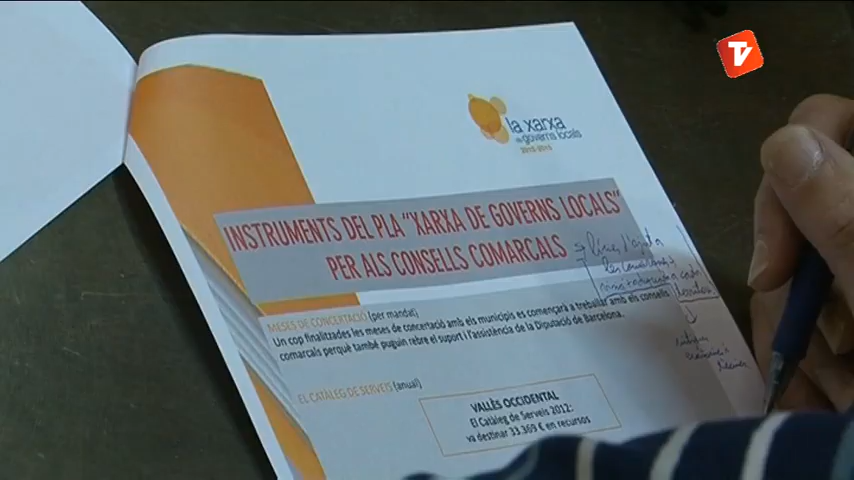 TV
la xarxa
de governs locals
2012-2015
INSTRUMENTS DEL PLA "XARXA DE GOVERNS LOCALS"
PER ALS CONSELLS COMARCALS
MESES DE CONCERTACIÓ (per mandat)
Un cop finalitzades les meses de concertació amb els municipis es començarà a treballar amb els consells
comarcals perquè també puguin rebre el suport i l'assistència de la Diputació de Barcelona.
EL CATÀLEG DE SERVEIS (anual)
VALLÈS OCCIDENTAL
El Catàleg de Serveis 2012:
va destinar 33.369 € en recursos